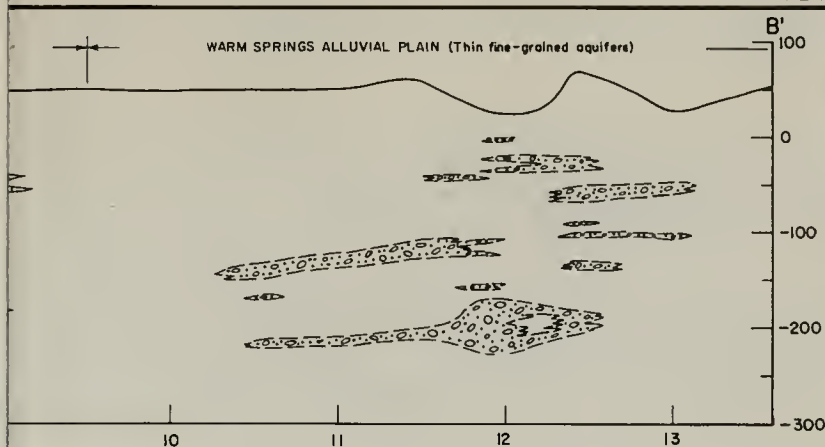 B'
WARM SPRINGS ALLUVIAL PLAIN (Thin fine-grained aquifers)
100
0
-100
-200
-300
10 11 12 13